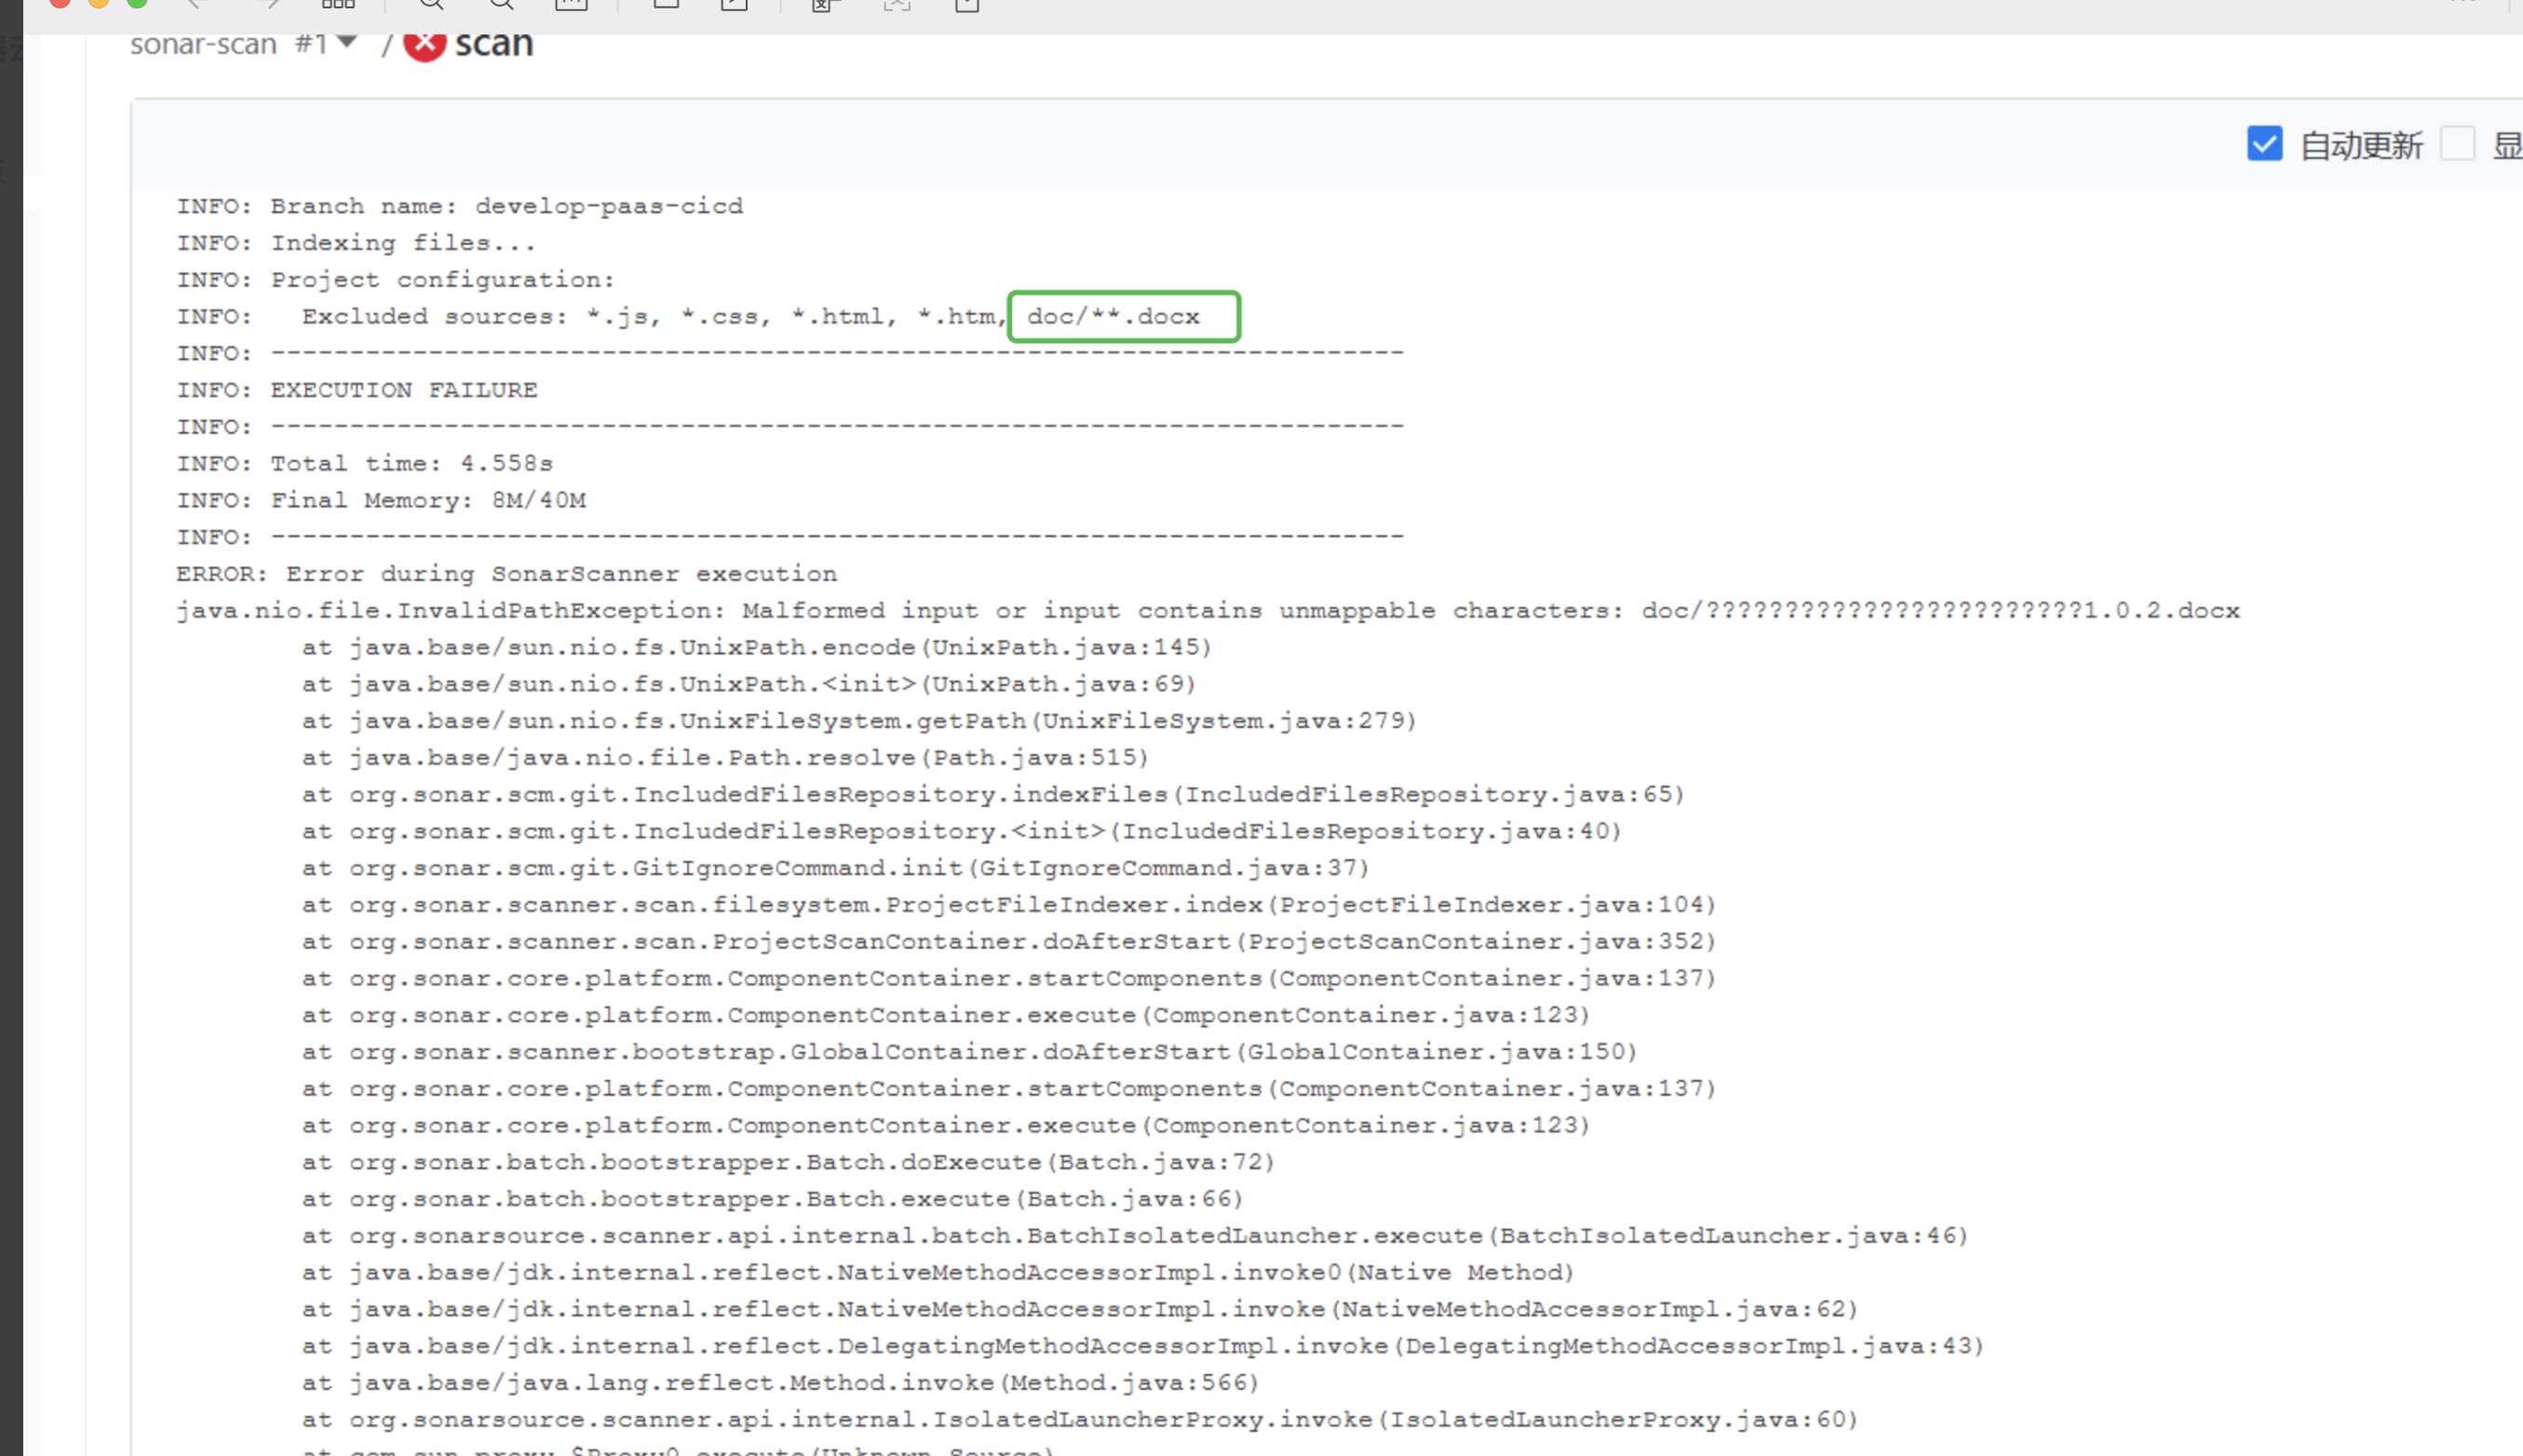 sonar-scan #1 / scan
自动更新 显
INFO: Branch name: develop-paas-cicd
INFO: Indexing files...
INFO: Project configuration:
INFO:   Excluded sources: *.js, *.css, *.html, *.htm, doc/**.docx
INFO: ------------------------------------------------------------------------
INFO: EXECUTION FAILURE
INFO: ------------------------------------------------------------------------
INFO: Total time: 4.558s
INFO: Final Memory: 8M/40M
INFO: ------------------------------------------------------------------------
ERROR: Error during SonarScanner execution
java.nio.file.InvalidPathException: Malformed input or input contains unmappable characters: doc/????????????????????????1.0.2.docx
at java.base/sun.nio.fs.UnixPath.encode(UnixPath.java:145)
at java.base/sun.nio.fs.UnixPath.<init>(UnixPath.java:69)
at java.base/sun.nio.fs.UnixFileSystem.getPath(UnixFileSystem.java:279)
at java.base/java.nio.file.Path.resolve(Path.java:515)
at org.sonar.scm.git.IncludedFilesRepository.indexFiles(IncludedFilesRepository.java:65)
at org.sonar.scm.git.IncludedFilesRepository.<init>(IncludedFilesRepository.java:40)
at org.sonar.scm.git.GitIgnoreCommand.init(GitIgnoreCommand.java:37)
at org.sonar.scanner.scan.filesystem.ProjectFileIndexer.index(ProjectFileIndexer.java:104)
at org.sonar.scanner.scan.ProjectScanContainer.doAfterStart(ProjectScanContainer.java:352)
at org.sonar.core.platform.ComponentContainer.startComponents(ComponentContainer.java:137)
at org.sonar.core.platform.ComponentContainer.execute(ComponentContainer.java:123)
at org.sonar.scanner.bootstrap.GlobalContainer.doAfterStart(GlobalContainer.java:150)
at org.sonar.core.platform.ComponentContainer.startComponents(ComponentContainer.java:137)
at org.sonar.core.platform.ComponentContainer.execute(ComponentContainer.java:123)
at org.sonar.batch.bootstrapper.Batch.doExecute(Batch.java:72)
at org.sonar.batch.bootstrapper.Batch.execute(Batch.java:66)
at org.sonarsource.scanner.api.internal.batch.BatchIsolatedLauncher.execute(BatchIsolatedLauncher.java:46)
at java.base/jdk.internal.reflect.NativeMethodAccessorImpl.invoke0(Native Method)
at java.base/jdk.internal.reflect.NativeMethodAccessorImpl.invoke(NativeMethodAccessorImpl.java:62)
at java.base/jdk.internal.reflect.DelegatingMethodAccessorImpl.invoke(DelegatingMethodAccessorImpl.java:43)
at java.base/java.lang.reflect.Method.invoke(Method.java:566)
at org.sonarsource.scanner.api.internal.IsolatedLauncherProxy.invoke(IsolatedLauncherProxy.java:60)
at com.sun.proxy.$Proxy0.execute(Unknown Source)